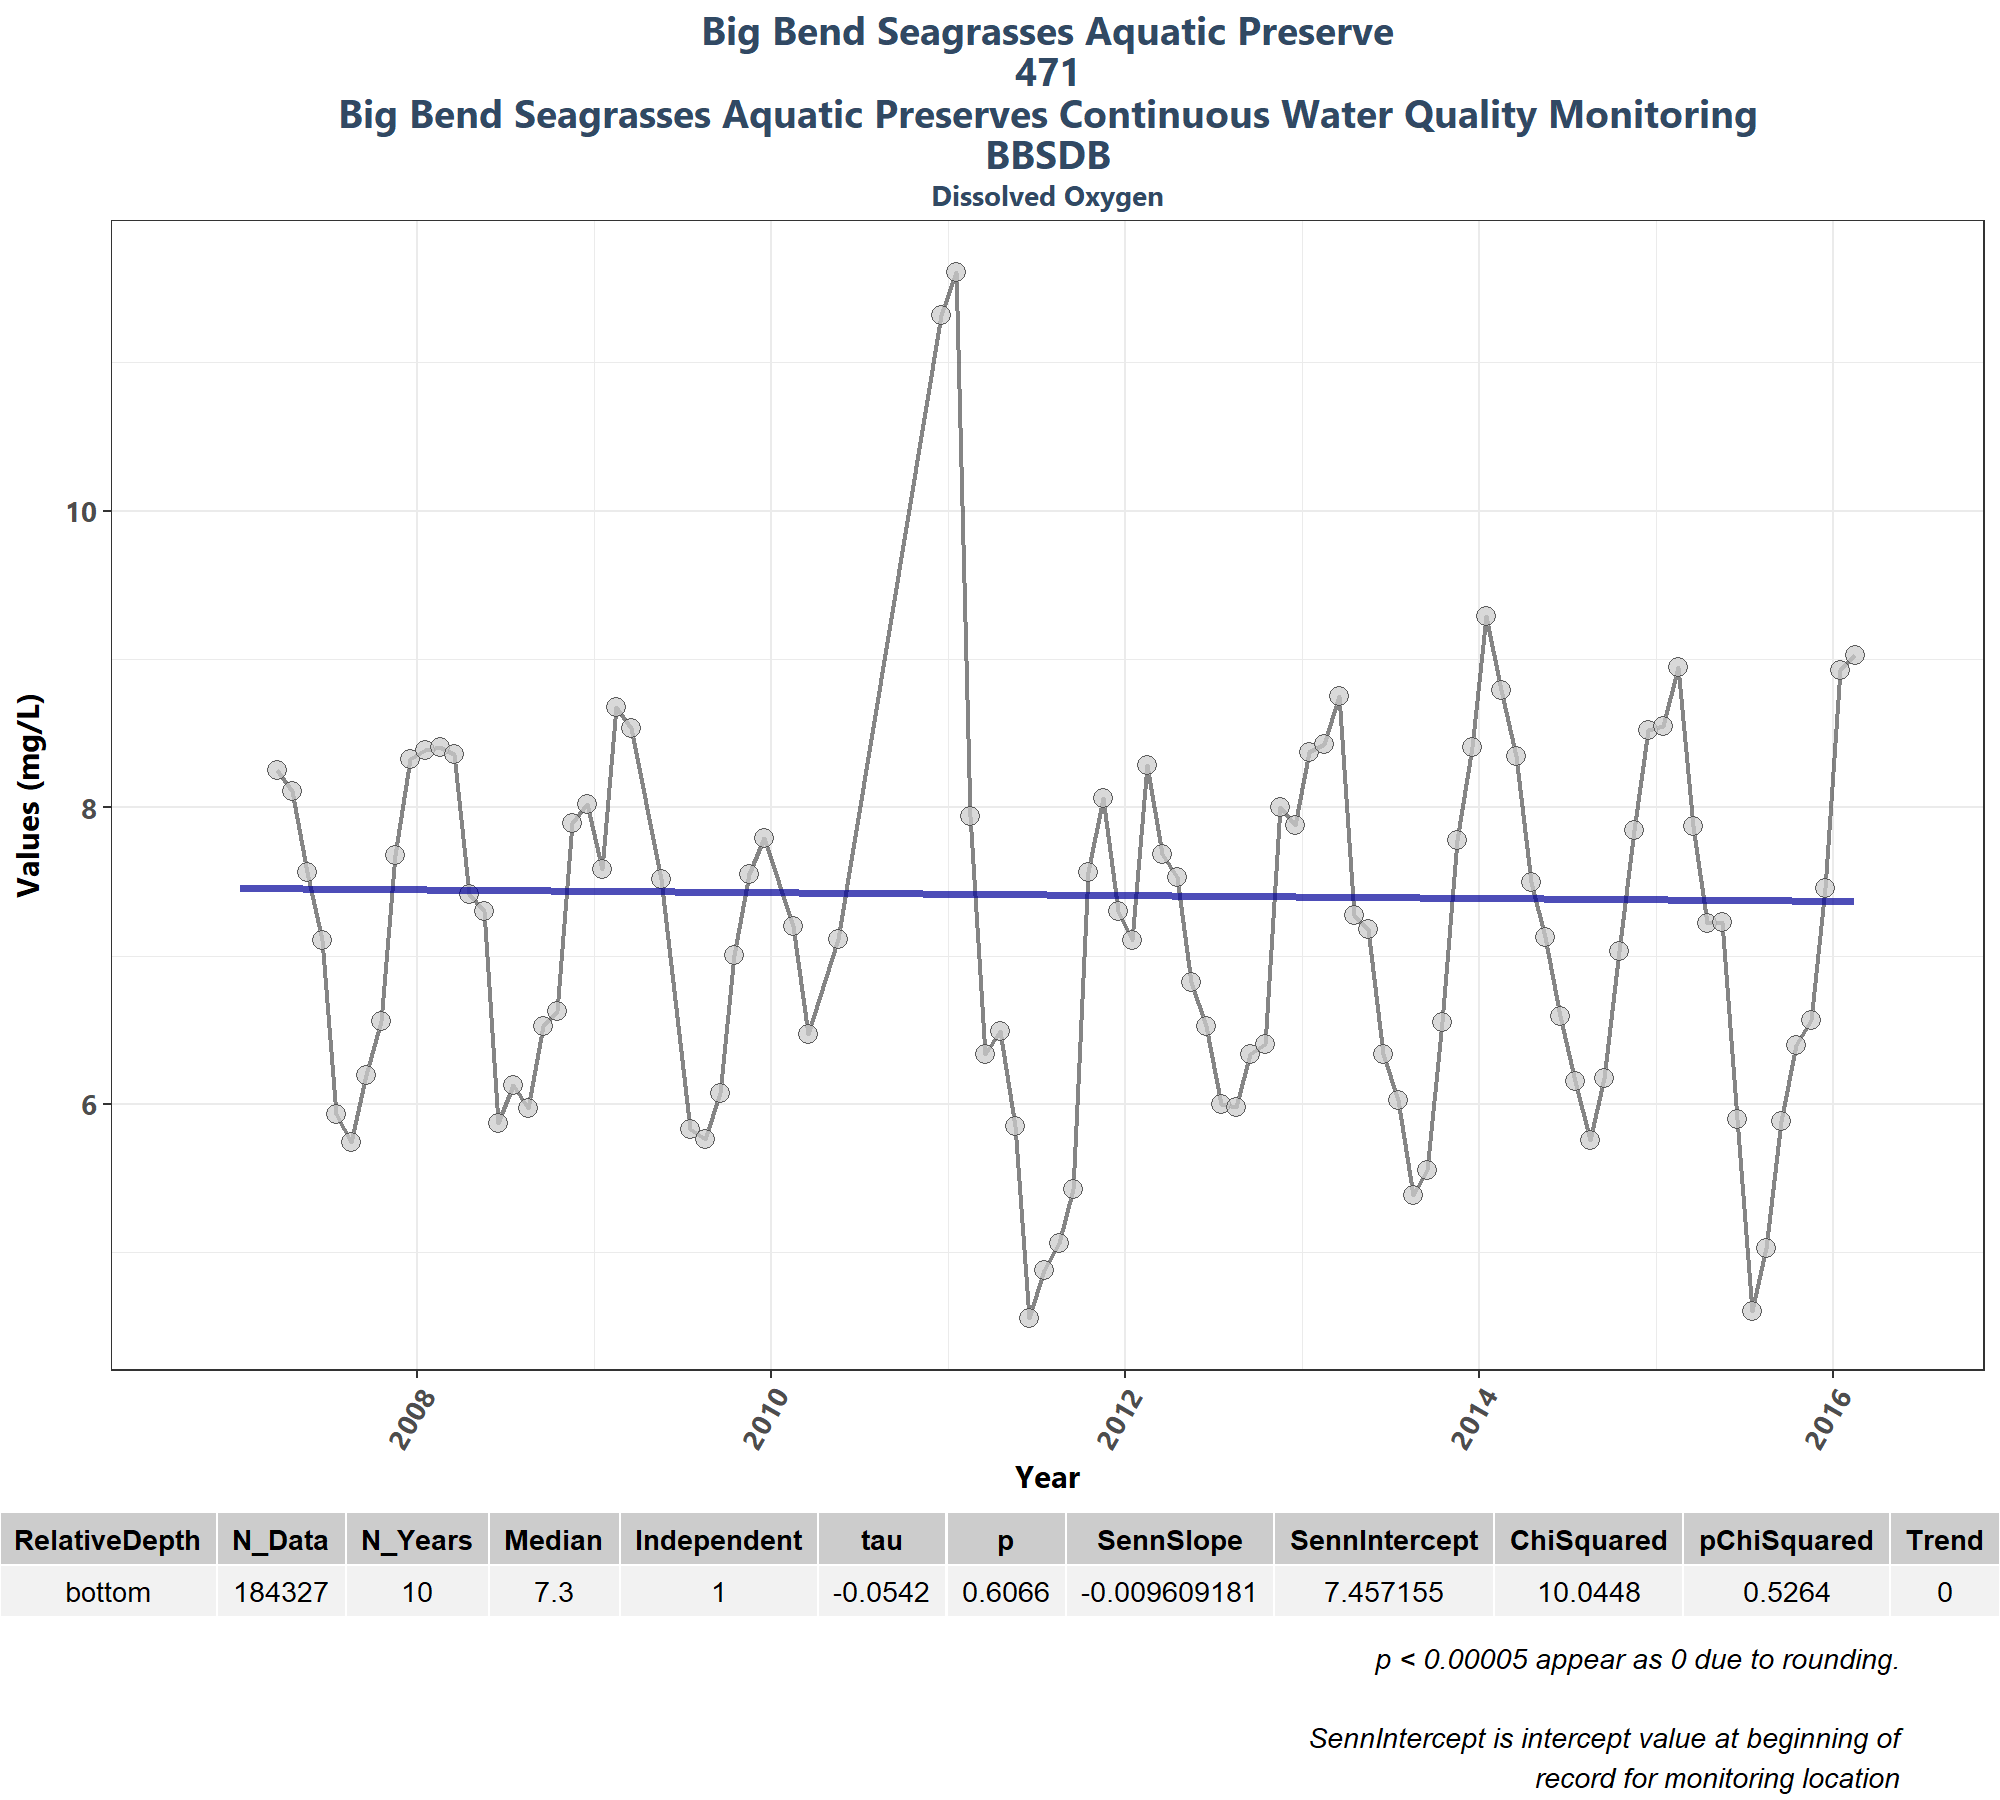 Big Bend Seagrasses Aquatic Preserve
471
Big Bend Seagrasses Aquatic Preserves Continuous Water Quality Monitoring
BBSDB
Dissolved Oxygen
Values (mg/L)
10
8
6
2008 2010 2012 2014 2016
Year
RelativeDepth N_Data N_Years Median Independent tau p SennSlope SennIntercept ChiSquared pChiSquared Trend
bottom 184327 10 7.3 1 -0.0542 0.6066 -0.009609181 7.457155 10.0448 0.5264 0
p < 0.00005 appear as 0 due to rounding.
SennIntercept is intercept value at beginning of
record for monitoring location